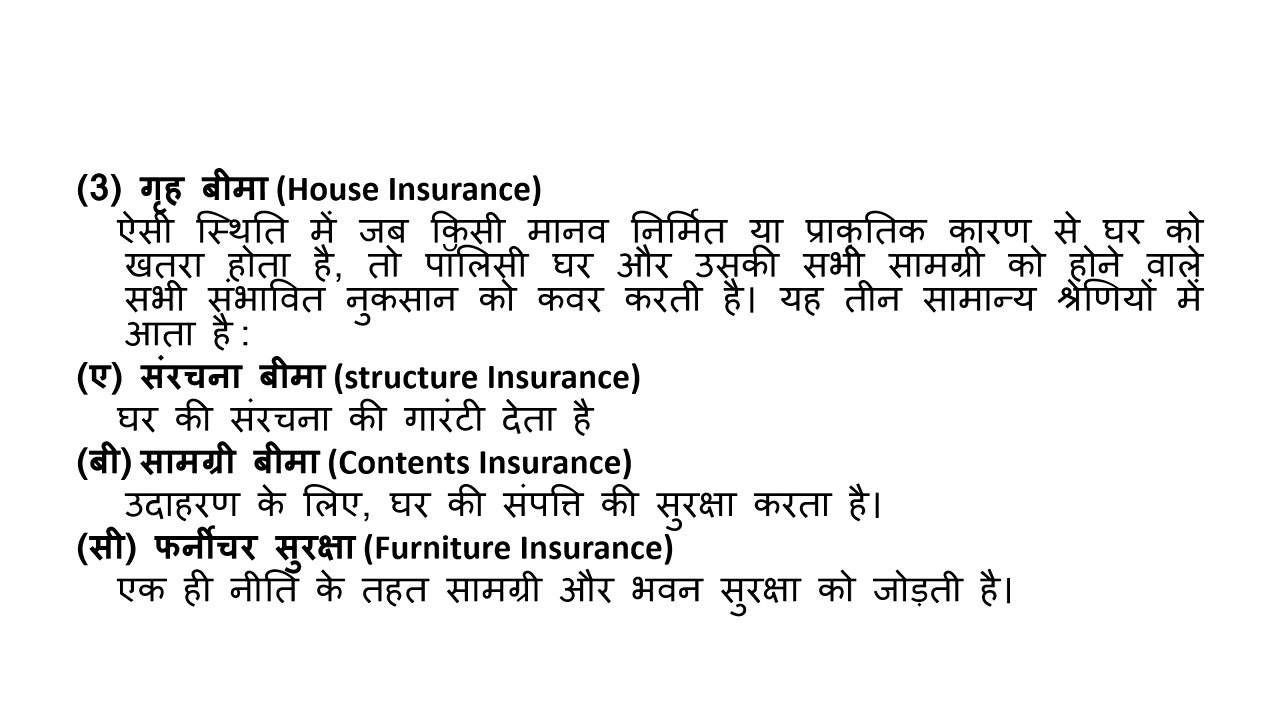 (3) गृह बीमा (House Insurance)
ऐसी स्थिति में जब किसी मानव निर्मित या प्राकृतिक कारण से घर को
खतरा होता है, तो पॉलिसी घर और उसकी सभी सामग्री को होने वाले
सभी संभावित नुकसान को कवर करती है। यह तीन सामान्य श्रेणियों में
आता है :
(ए) संरचना बीमा (structure Insurance)
घर की संरचना की गारंटी देता है
(बी) सामग्री बीमा (Contents Insurance)
उदाहरण के लिए, घर की संपत्ति की सुरक्षा करता है।
(सी) फर्नीचर सुरक्षा (Furniture Insurance)
एक ही नीति के तहत सामग्री और भवन सुरक्षा को जोड़ती है।